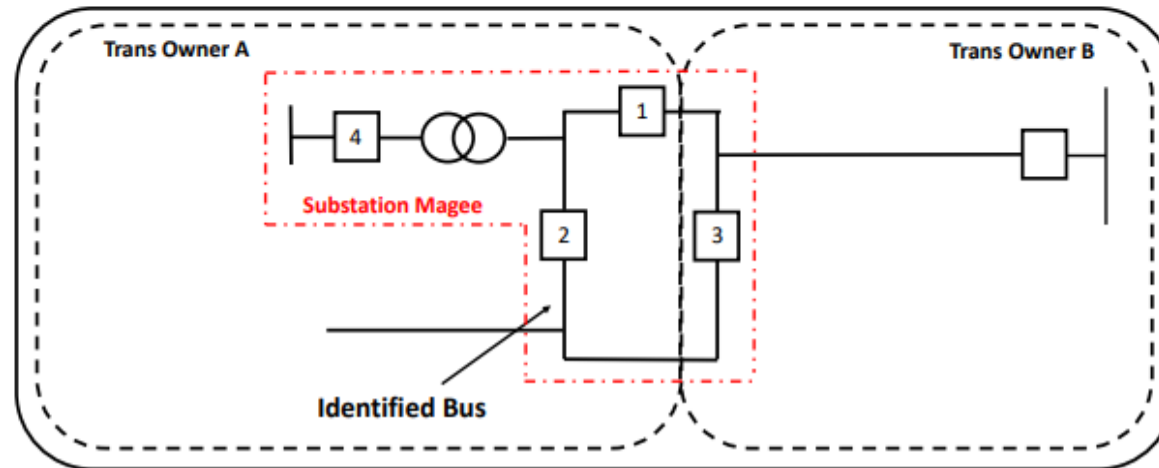 Trans Owner A
Trans Owner B
1
4
Substation Magee
2
3
Identified Bus